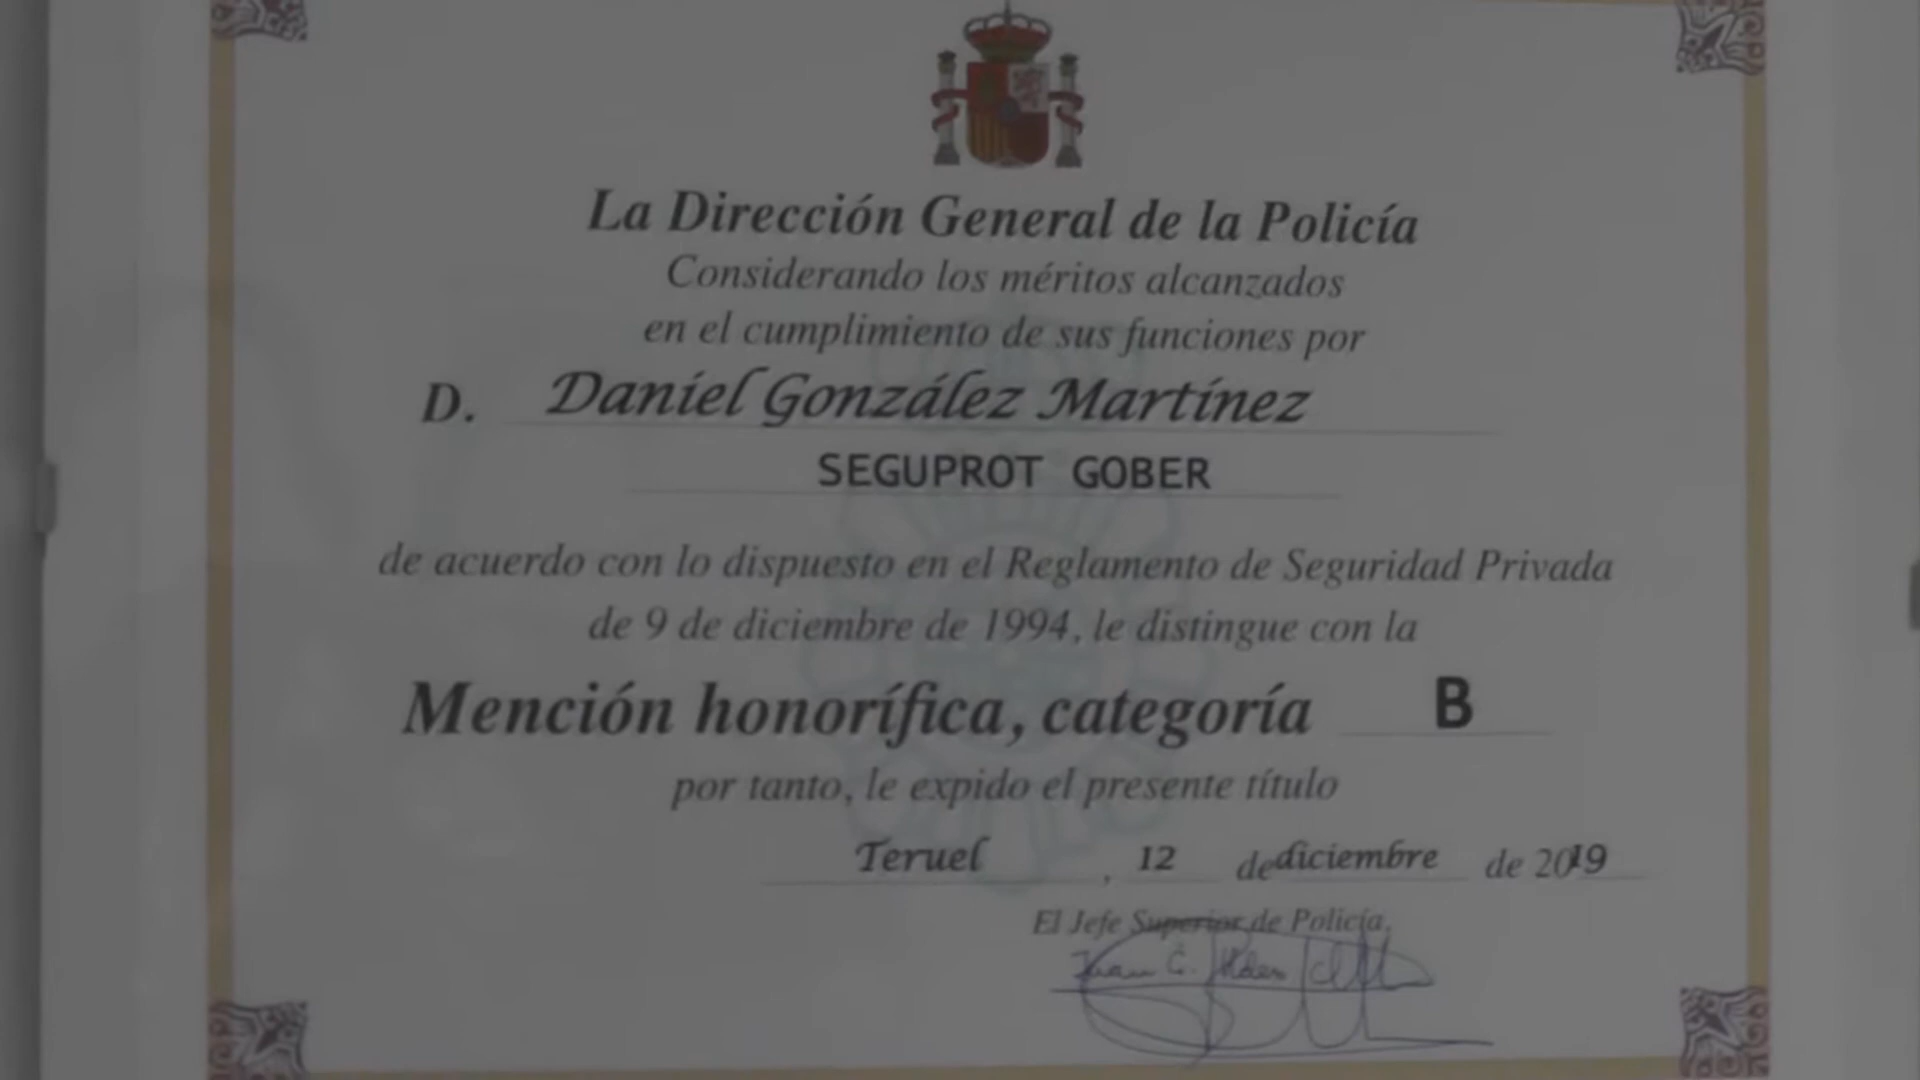 La Dirección General de la Policía
Considerando los méritos alcanzados
en el cumplimiento de sus funciones por
D. Daniel González Martínez
SEGUPROT GOBER
de acuerdo con lo dispuesto en el Reglamento de Seguridad Privada
de 9 de diciembre de 1994, le distingue con la
Mención honorífica, categoría B
por tanto, le expido el presente título
Teruel, 12 de diciembre de 2019
El Jefe Superior de Policía,
Juan C.